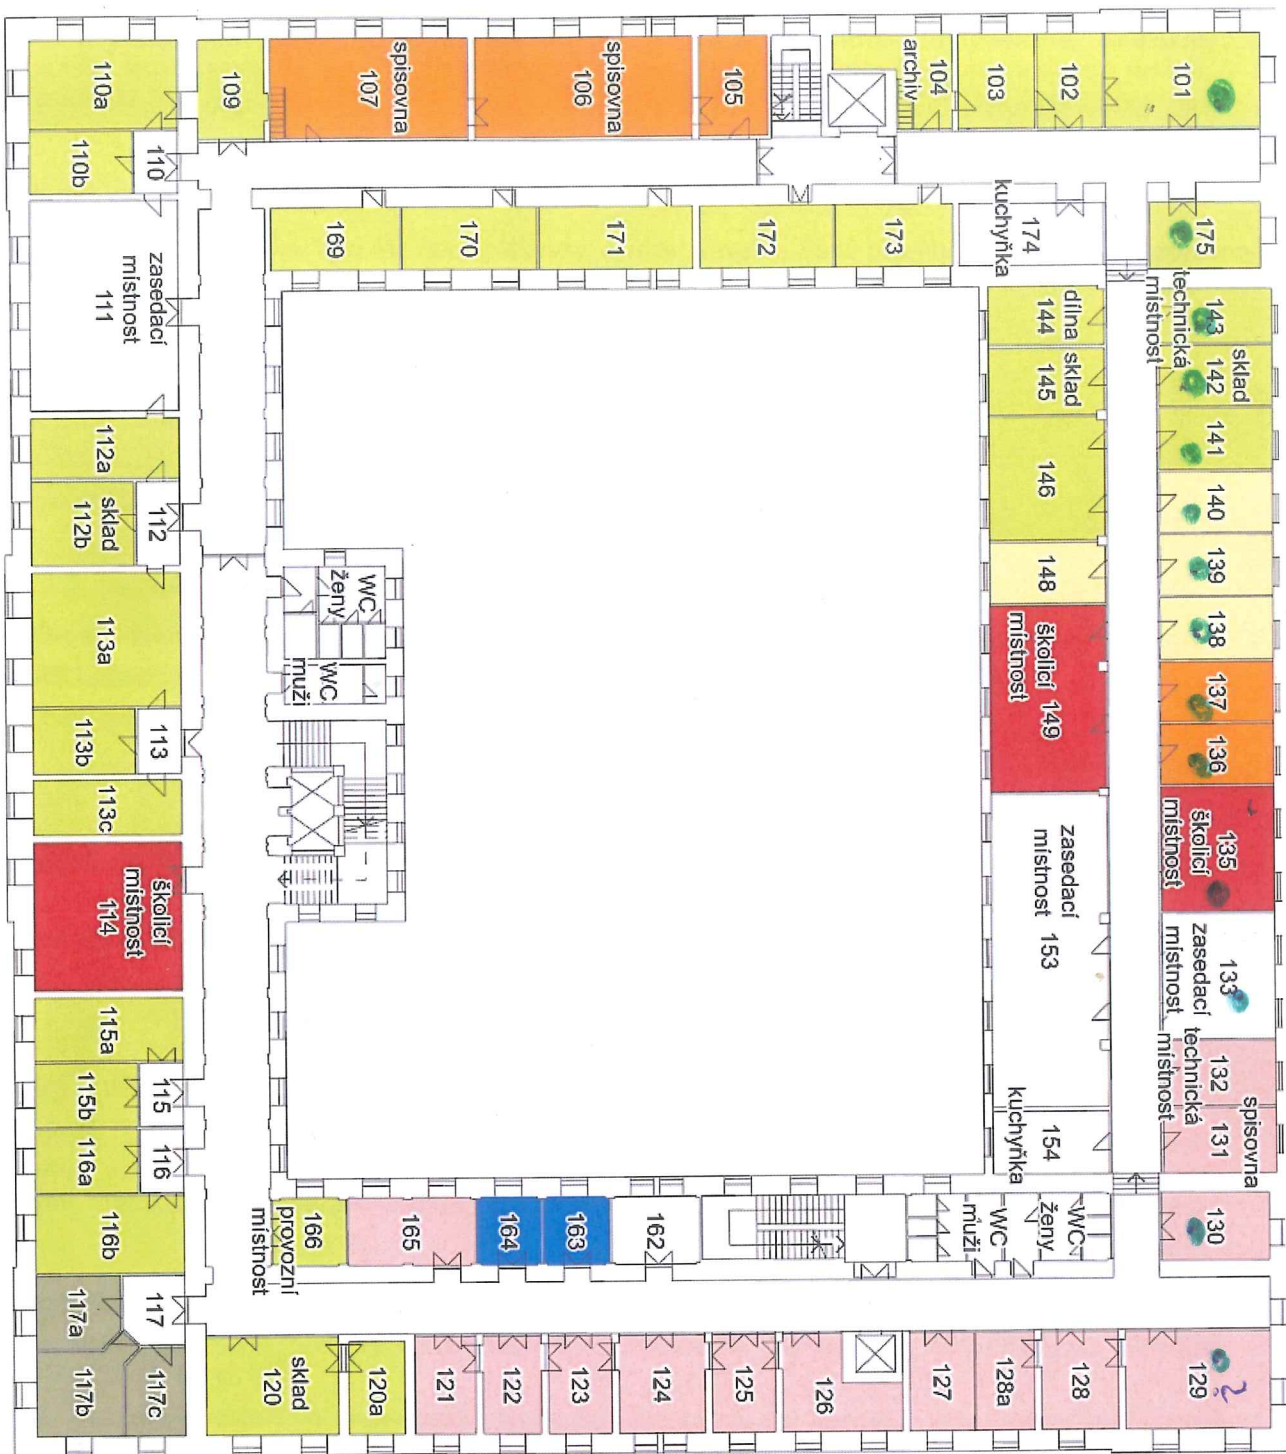 110a
110b
110
109
spisovna
107
spisovna
106
105
104
archiv
103
102
101
zasedací
místnost
111
169
170
171
172
173
174
kuchyňka
175
technická
místnost
143
sklad
142
141
140
139
138
137
136
135
školicí
místnost
133
zasedací
místnost
132
technická
místnost
spisovna
131
130
dílna
144
sklad
145
146
148
školicí 149
místnost
zasedací
místnost 153
154
kuchyňka
112a
112
sklad
112b
113a
113
113b
113c
školicí
místnost
114
115a
115
115b
116
116a
116b
117
117a
117b
117c
WC
ženy
WC
muži
166
provozní
místnost
165
164
163
162
WC
muži
WC
ženy
sklad
120
120a
121
122
123
124
125
126
127
128a
128
129
?